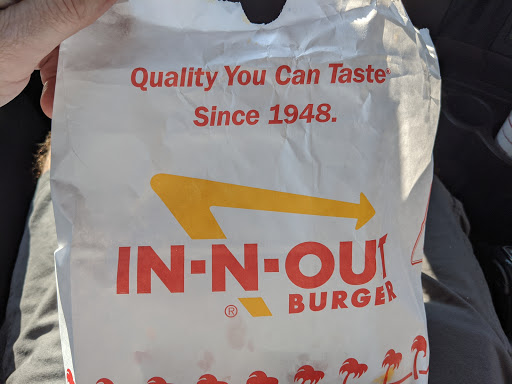 Quality You Can Taste®
Since 1948.
IN-N-OUT
® BURGER